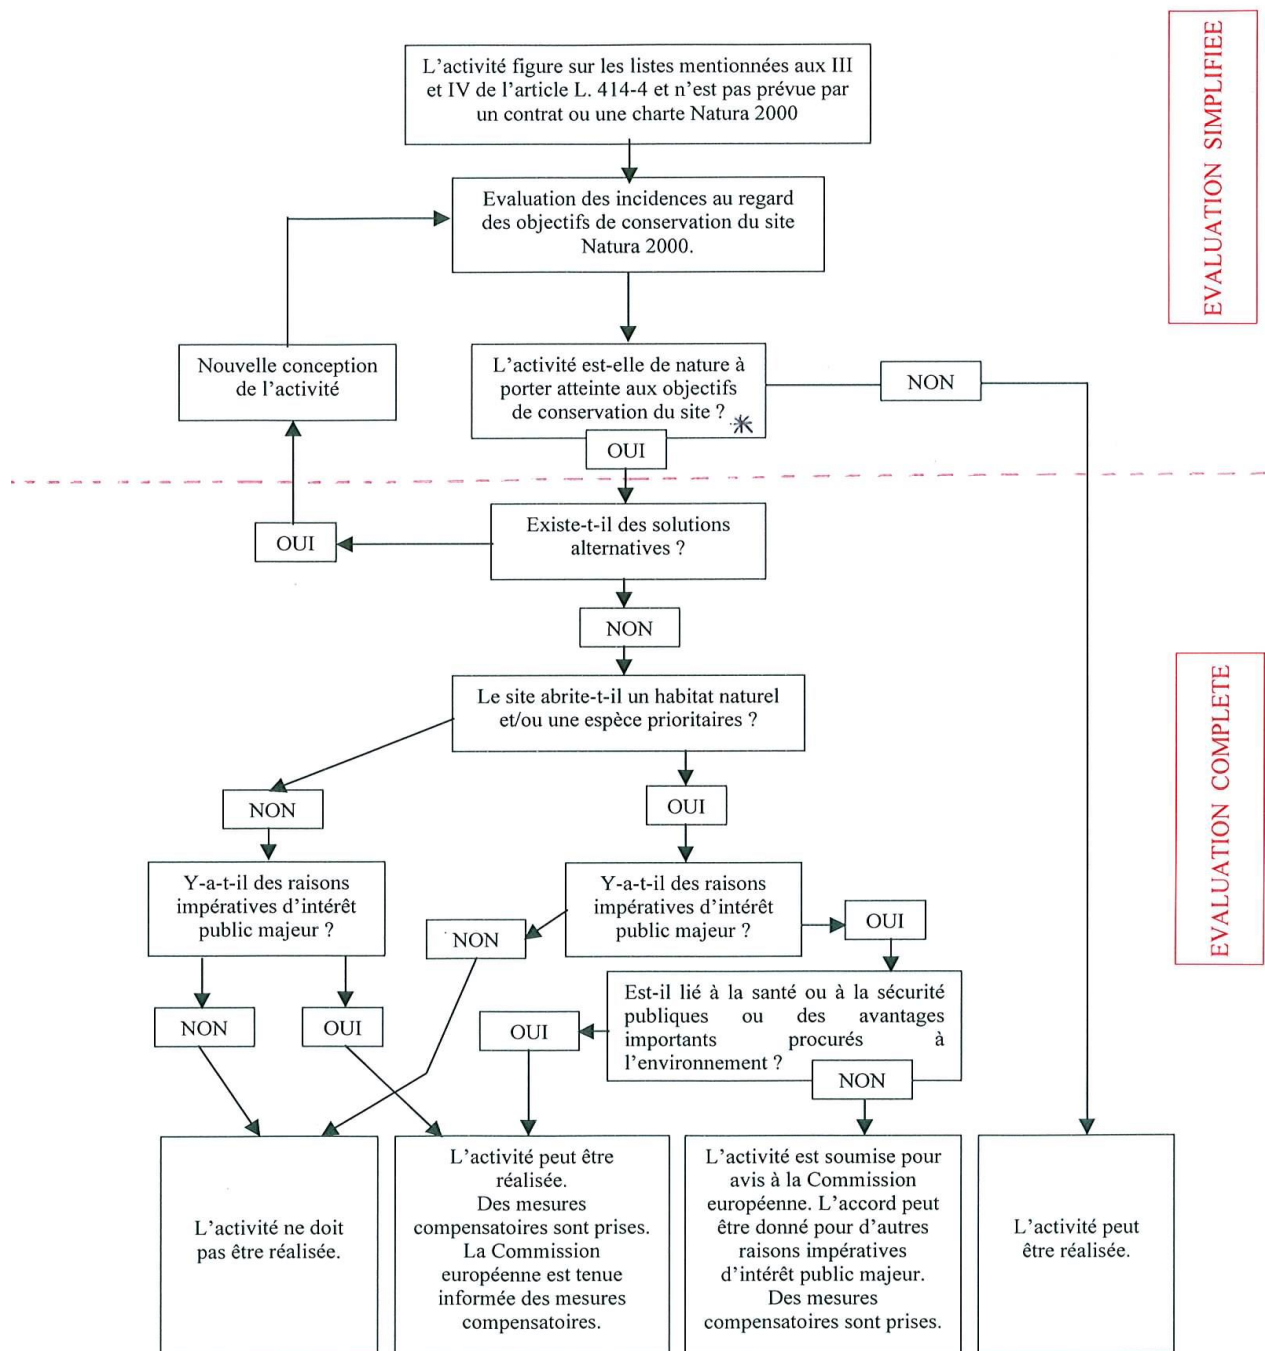 EVALUATION SIMPLIFIEE
L'activité figure sur les listes mentionnées aux III
et IV de l'article L. 414-4 et n'est pas prévue par
un contrat ou une charte Natura 2000
Evaluation des incidences au regard
des objectifs de conservation du site
Natura 2000.
Nouvelle conception
de l'activité
L'activité est-elle de nature à
porter atteinte aux objectifs
de conservation du site ?
NON
OUI
Existe-t-il des solutions
alternatives ?
OUI
NON
EVALUATION COMPLETE
Le site abrite-t-il un habitat naturel
et/ou une espèce prioritaires ?
NON
OUI
Y-a-t-il des raisons
impératives d'intérêt
public majeur ?
Y-a-t-il des raisons
impératives d'intérêt
public majeur ?
NON
OUI
Est-il lié à la santé ou à la sécurité
publiques ou des avantages
importants procurés à
l'environnement ?
NON
OUI
OUI
NON
L'activité ne doit
pas être réalisée.
L'activité peut être
réalisée.
Des mesures
compensatoires sont prises.
La Commission
européenne est tenue
informée des mesures
compensatoires.
L'activité est soumise pour
avis à la Commission
européenne. L'accord peut
être donné pour d'autres
raisons impératives
d'intérêt public majeur.
Des mesures
compensatoires sont prises.
L'activité peut
être réalisée.